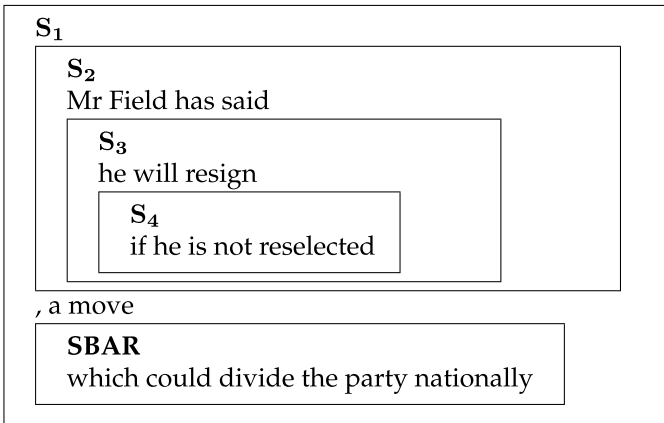 S₁
S₂
Mr Field has said
S₃
he will resign
S₄
if he is not reselected
, a move
SBAR
which could divide the party nationally